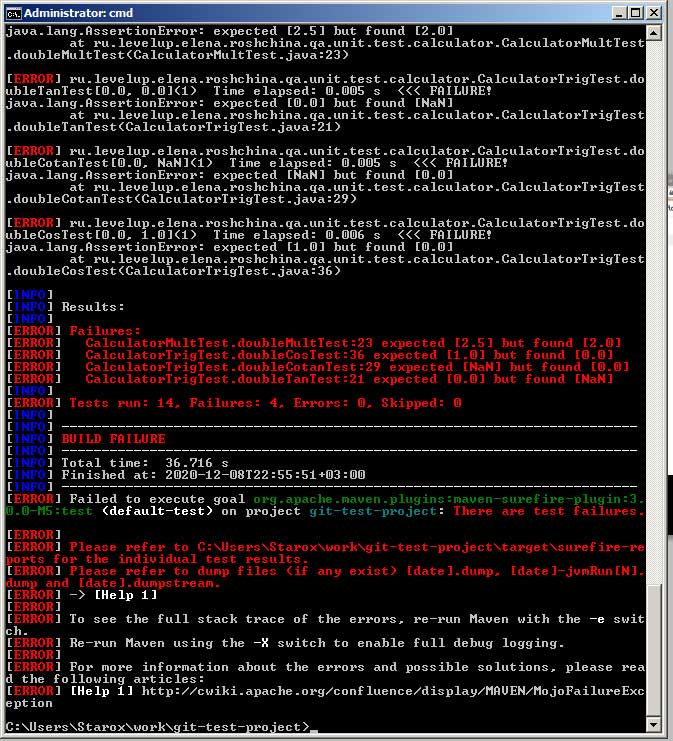 Administrator: cmd
java.lang.AssertionError: expected [2.5] but found [2.0]
        at ru.levelup.elena.roshchina.qa.unit.test.calculator.CalculatorMultTest
.doubleMultTest(CalculatorMultTest.java:23)
[ERROR] ru.levelup.elena.roshchina.qa.unit.test.calculator.CalculatorTrigTest.do
ubleTanTest[0.0, 0.0](1)  Time elapsed: 0.005 s  <<< FAILURE!
java.lang.AssertionError: expected [0.0] but found [NaN]
        at ru.levelup.elena.roshchina.qa.unit.test.calculator.CalculatorTrigTest
.doubleTanTest(CalculatorTrigTest.java:21)
[ERROR] ru.levelup.elena.roshchina.qa.unit.test.calculator.CalculatorTrigTest.do
ubleCotanTest[0.0, NaN](1)  Time elapsed: 0.005 s  <<< FAILURE!
java.lang.AssertionError: expected [NaN] but found [0.0]
        at ru.levelup.elena.roshchina.qa.unit.test.calculator.CalculatorTrigTest
.doubleCotanTest(CalculatorTrigTest.java:29)
[ERROR] ru.levelup.elena.roshchina.qa.unit.test.calculator.CalculatorTrigTest.do
ubleCosTest[0.0, 1.0](1)  Time elapsed: 0.006 s  <<< FAILURE!
java.lang.AssertionError: expected [1.0] but found [0.0]
        at ru.levelup.elena.roshchina.qa.unit.test.calculator.CalculatorTrigTest
.doubleCosTest(CalculatorTrigTest.java:36)
[INFO]
[INFO] Results:
[INFO]
[ERROR] Failures:
[ERROR]   CalculatorMultTest.doubleMultTest:23 expected [2.5] but found [2.0]
[ERROR]   CalculatorTrigTest.doubleCosTest:36 expected [1.0] but found [0.0]
[ERROR]   CalculatorTrigTest.doubleCotanTest:29 expected [NaN] but found [0.0]
[ERROR]   CalculatorTrigTest.doubleTanTest:21 expected [0.0] but found [NaN]
[INFO]
[ERROR] Tests run: 14, Failures: 4, Errors: 0, Skipped: 0
[INFO]
[INFO] ------------------------------------------------------------------------
[INFO] BUILD FAILURE
[INFO] ------------------------------------------------------------------------
[INFO] Total time:  36.716 s
[INFO] Finished at: 2020-12-08T22:55:51+03:00
[INFO] ------------------------------------------------------------------------
[ERROR] Failed to execute goal org.apache.maven.plugins:maven-surefire-plugin:3.
0.0-M5:test (default-test) on project git-test-project: There are test failures.
[ERROR]
[ERROR] Please refer to C:\Users\Starox\work\git-test-project\target\surefire-re
ports for the individual test results.
[ERROR] Please refer to dump files (if any exist) [date].dump, [date]-jvmRun[N].
dump and [date].dumpstream.
[ERROR] -> [Help 1]
[ERROR]
[ERROR] To see the full stack trace of the errors, re-run Maven with the -e swit
ch.
[ERROR] Re-run Maven using the -X switch to enable full debug logging.
[ERROR]
[ERROR] For more information about the errors and possible solutions, please rea
d the following articles:
[ERROR] [Help 1] http://cwiki.apache.org/confluence/display/MAVEN/MojoFailureExc
eption
C:\Users\Starox\work\git-test-project>_